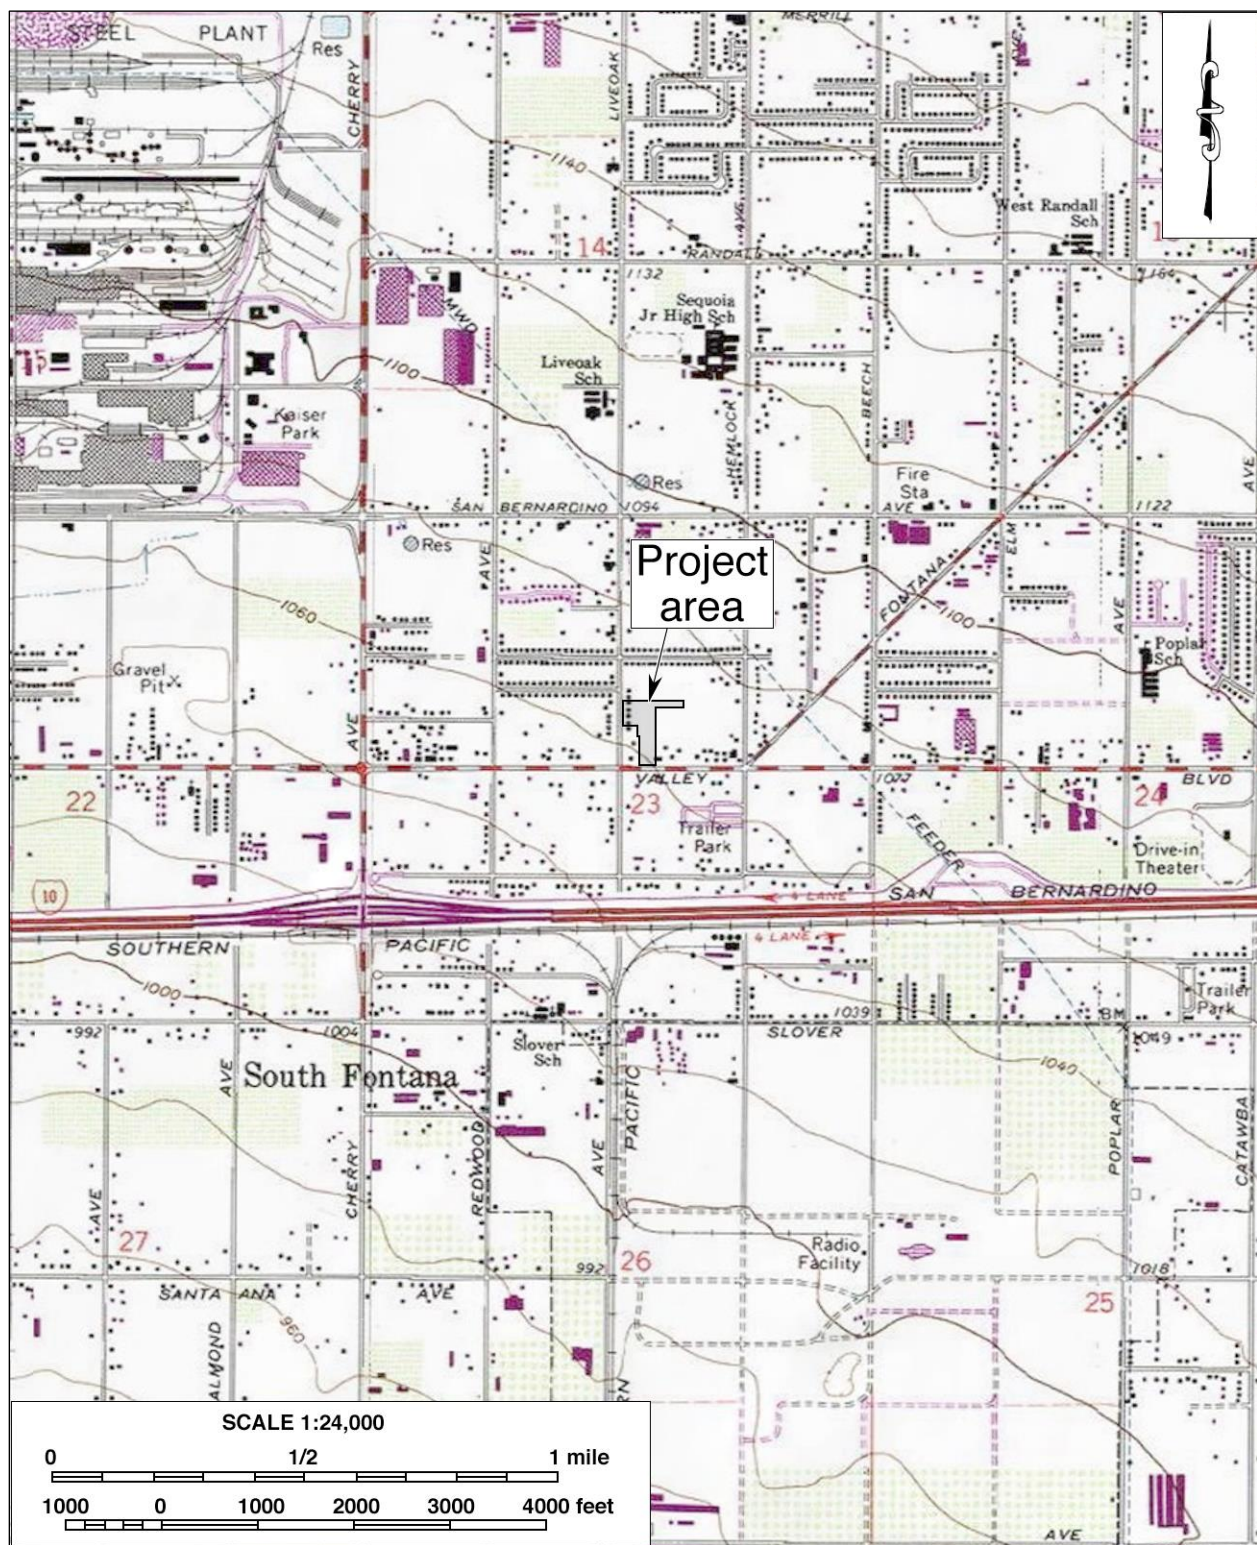 STEEL PLANT
Res
CHERRY
LIVEOAK
MERRILL
AVE
1140
AVE
West Randall
Sch
14
RANDALL
1132
1164
MWD
Sequoia
Jr High Sch
Liveoak
Sch
1100
HEMLOCK
BEECH
Kaiser
Park
Res
Fire
Sta
AVE
SAN BERNARDINO
1094
AVE
1122
Res
AVE
Project
area
FONTANA
ELM
1100
AVE
1060
Poplar
Sch
Gravel
Pit
AVE
VALLEY
1077
BLVD
22
23
24
Trailer
Park
FEEDER
Drive-in
Theater
10
4 LANE
SAN BERNARDINO
SOUTHERN PACIFIC
4 LANE
1000
Trailer
Park
992
1004
1039
BM
SLOVER
1049
Slover
Sch
South Fontana
AVE
1040
PACIFIC
CHERRY
REDWOOD
AVE
POPLAR
CATAWBA
AVE
27
26
Radio
Facility
992
1018
SANTA ANA AVE
25
ALMOND
960
RN
SCALE 1:24,000
0 1/2 1 mile
1000 0 1000 2000 3000 4000 feet
AVE